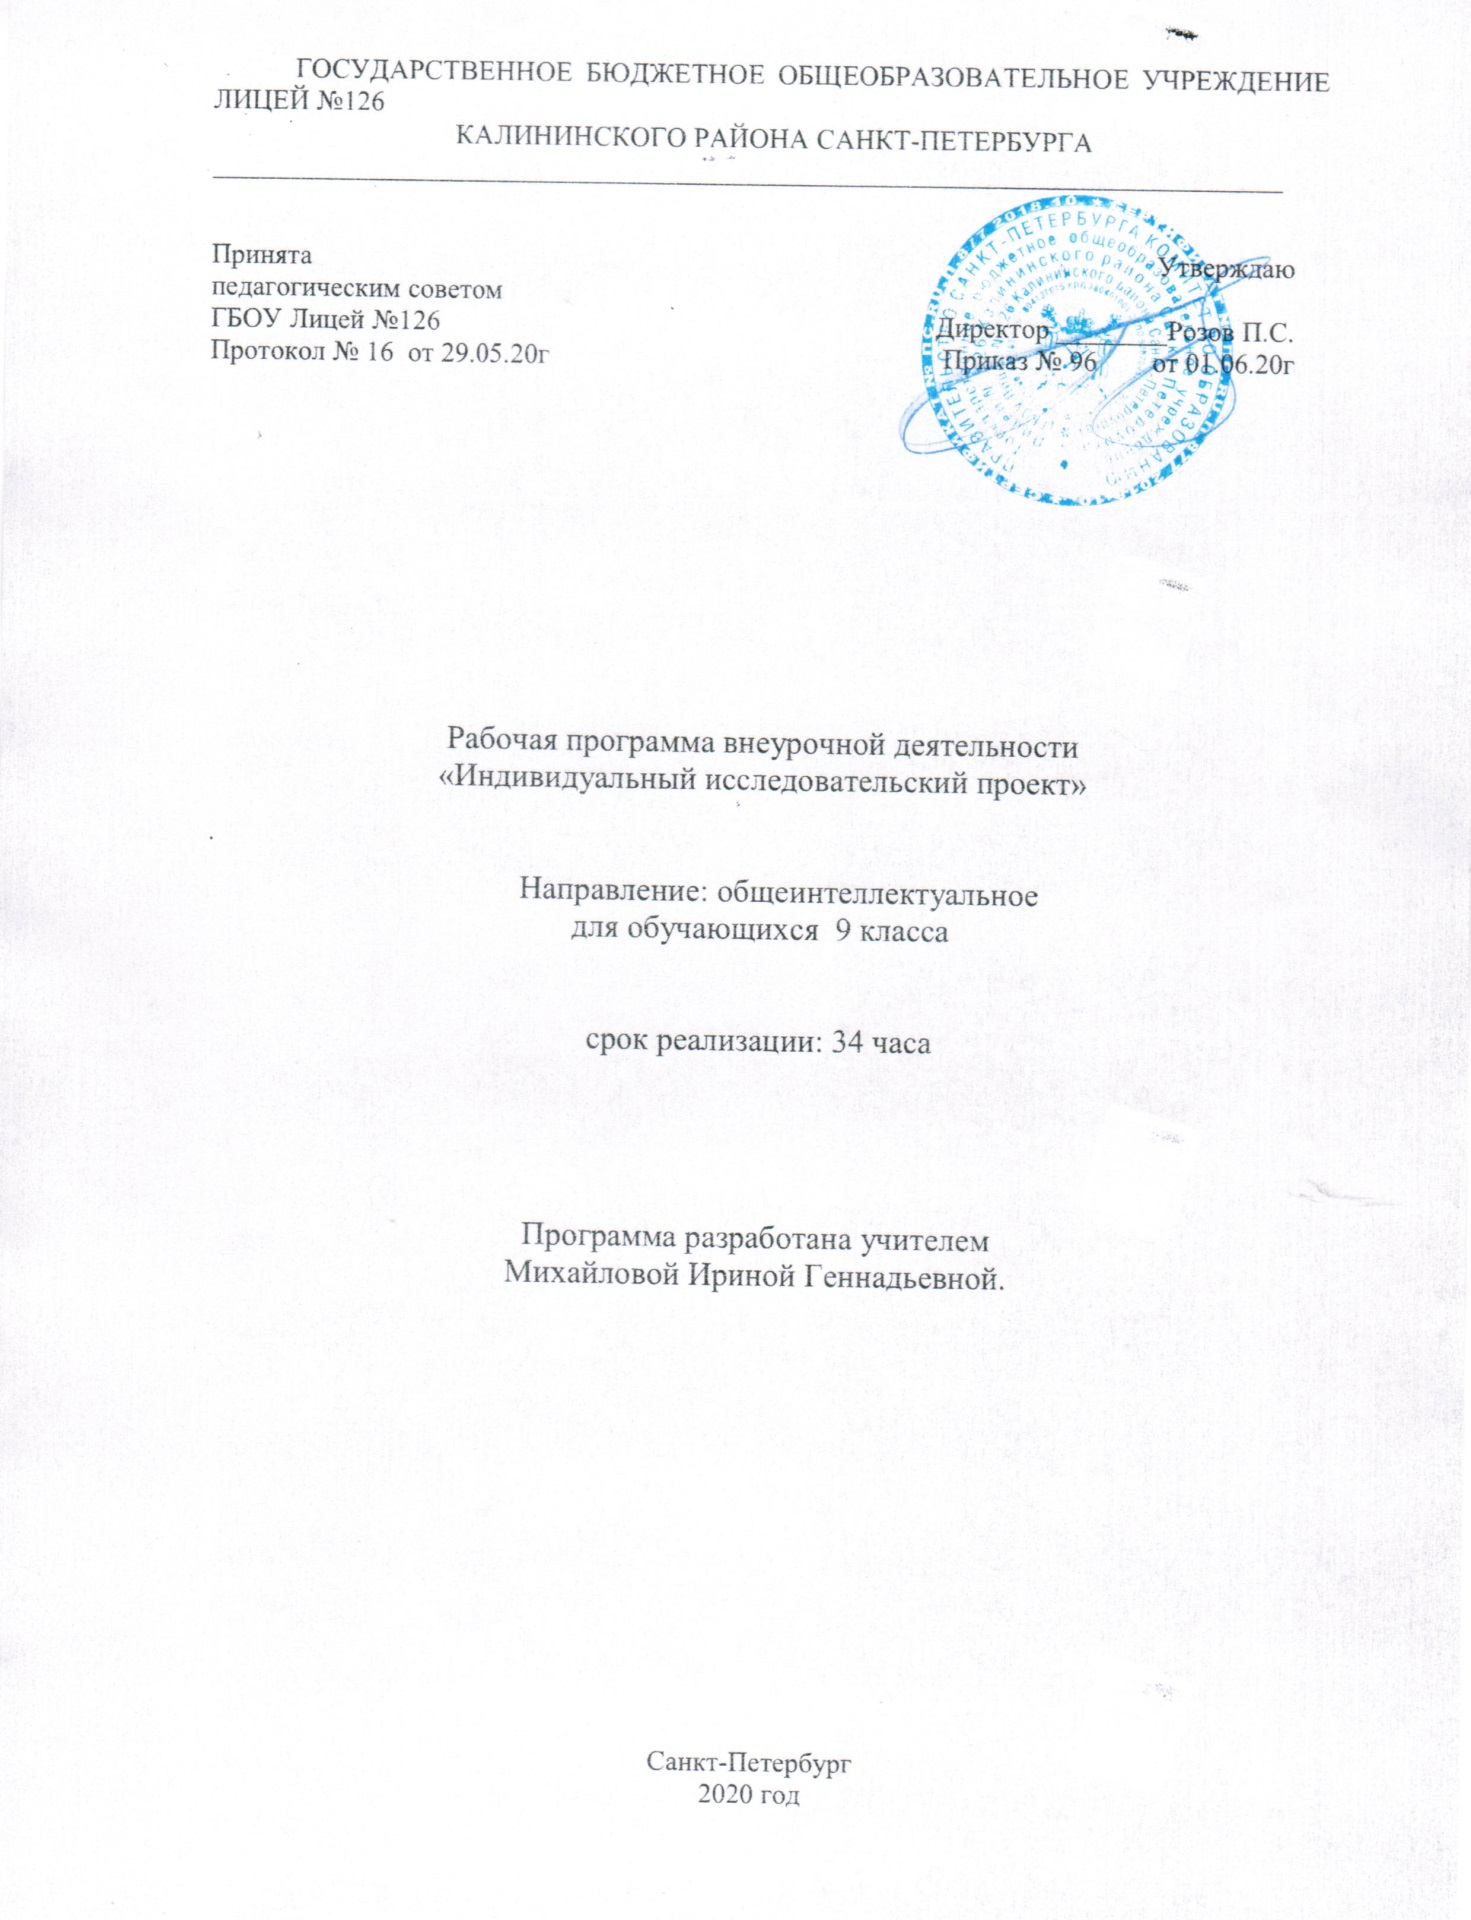 ГОСУДАРСТВЕННОЕ БЮДЖЕТНОЕ ОБЩЕОБРАЗОВАТЕЛЬНОЕ УЧРЕЖДЕНИЕ
ЛИЦЕЙ №126
КАЛИНИНСКОГО РАЙОНА САНКТ-ПЕТЕРБУРГА
Принята
педагогическим советом
ГБОУ Лицей №126
Протокол № 16 от 29.05.20г
Утверждаю
Директор ________ Розов П.С.
Приказ № 96 от 01.06.20г
Рабочая программа внеурочной деятельности
«Индивидуальный исследовательский проект»
Направление: общеинтеллектуальное
для обучающихся 9 класса
срок реализации: 34 часа
Программа разработана учителем
Михайловой Ириной Геннадьевной.
Санкт-Петербург
2020 год